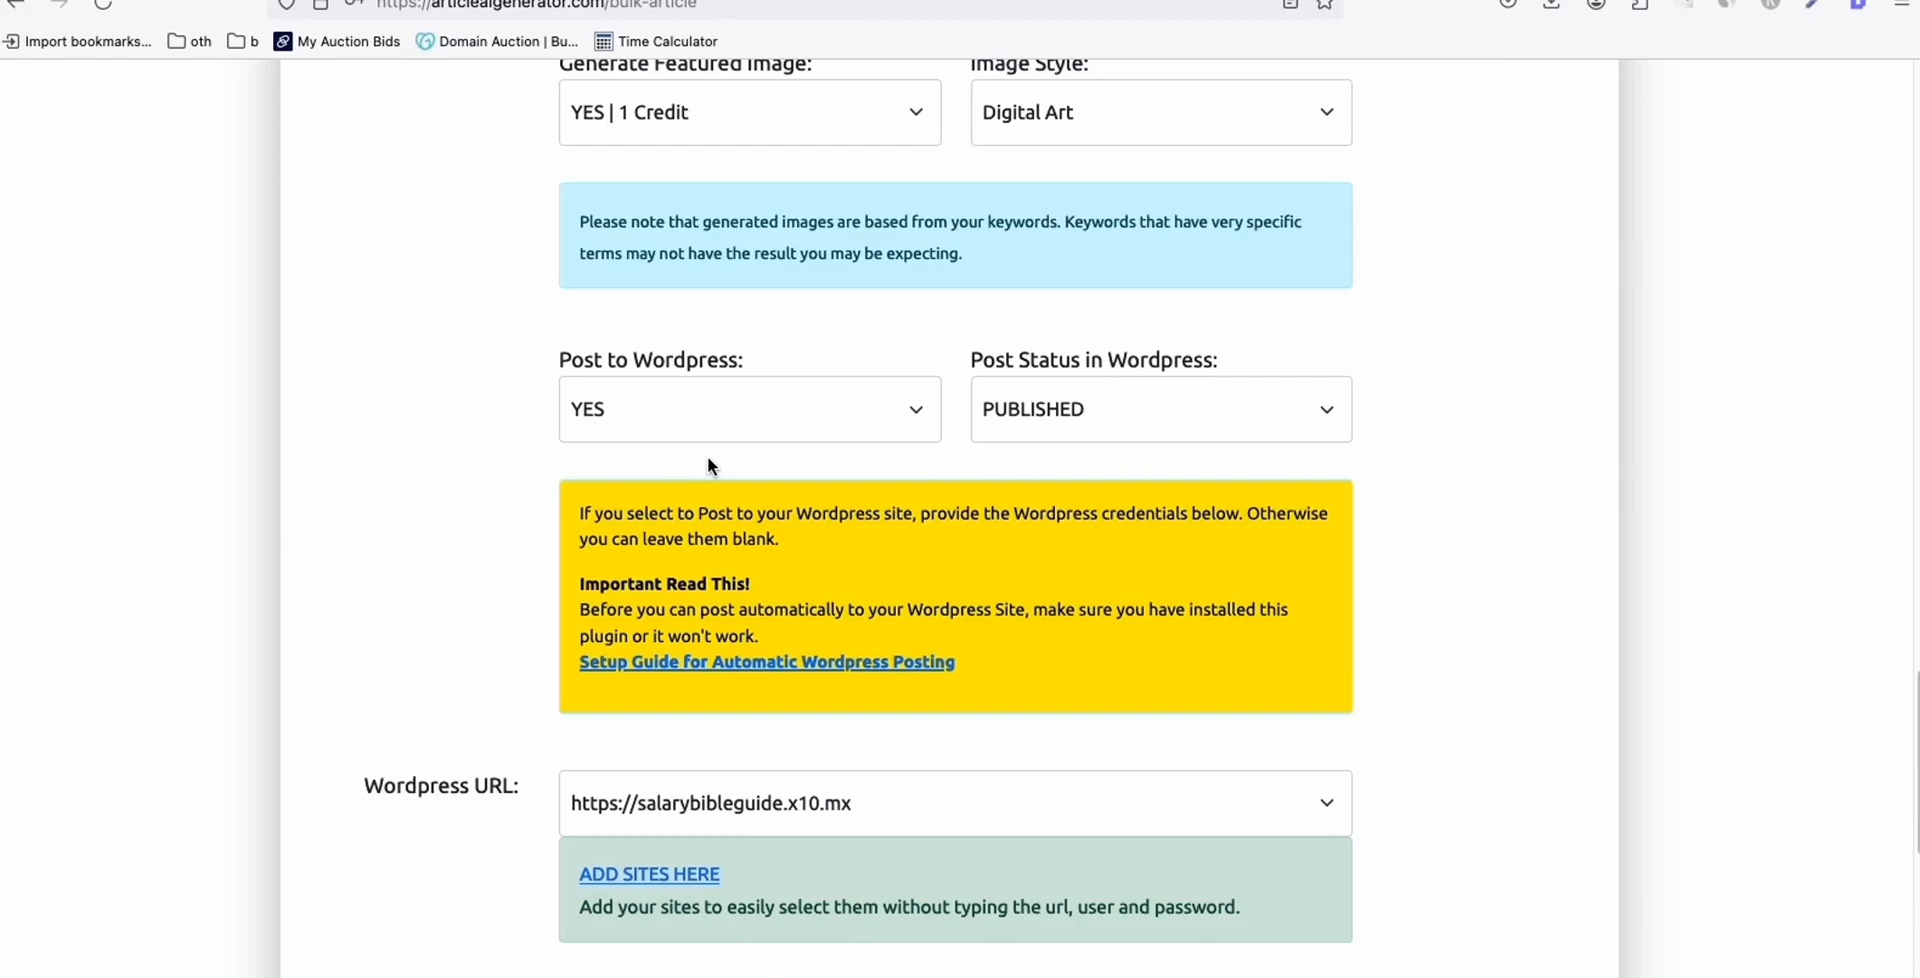 https://articleaigenerator.com/bulk-article
Import bookmarks... oth b My Auction Bids Domain Auction | Bu... Time Calculator
Generate Featured Image: Image Style:
YES | 1 Credit Digital Art
Please note that generated images are based from your keywords. Keywords that have very specific
terms may not have the result you may be expecting.
Post to Wordpress: Post Status in Wordpress:
YES PUBLISHED
If you select to Post to your Wordpress site, provide the Wordpress credentials below. Otherwise
you can leave them blank.
Important Read This!
Before you can post automatically to your Wordpress Site, make sure you have installed this
plugin or it won't work.
Setup Guide for Automatic Wordpress Posting
Wordpress URL: https://salarybibleguide.x10.mx
ADD SITES HERE
Add your sites to easily select them without typing the url, user and password.